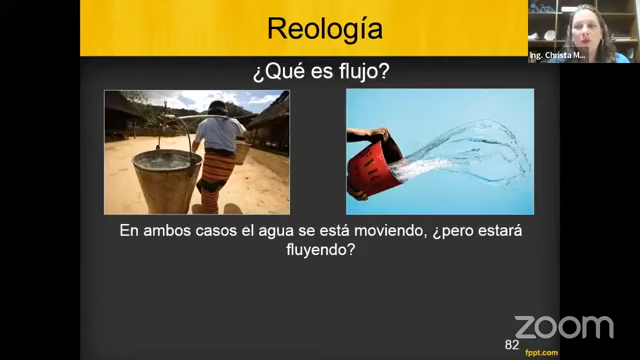 Reología
Ing. Christa M...
¿Qué es flujo?
En ambos casos el agua se está moviendo, ¿pero estará
fluyendo?
zoom
82
fppt.com